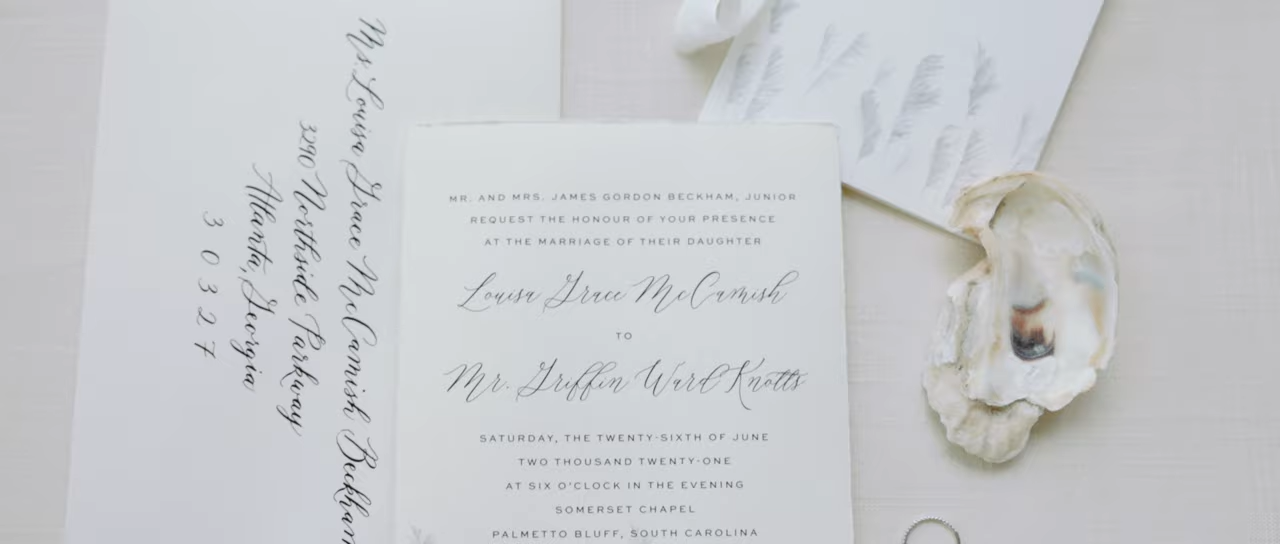 Ms. Louisa Grace McCamish Beckham
3290 Northside Parkway
Atlanta, Georgia
30327
MR. AND MRS. JAMES GORDON BECKHAM, JUNIOR
REQUEST THE HONOUR OF YOUR PRESENCE
AT THE MARRIAGE OF THEIR DAUGHTER
Louisa Grace McCamish
TO
Mr. Griffin Ward Knotts
SATURDAY, THE TWENTY-SIXTH OF JUNE
TWO THOUSAND TWENTY-ONE
AT SIX O'CLOCK IN THE EVENING
SOMERSET CHAPEL
PALMETTO BLUFF, SOUTH CAROLINA